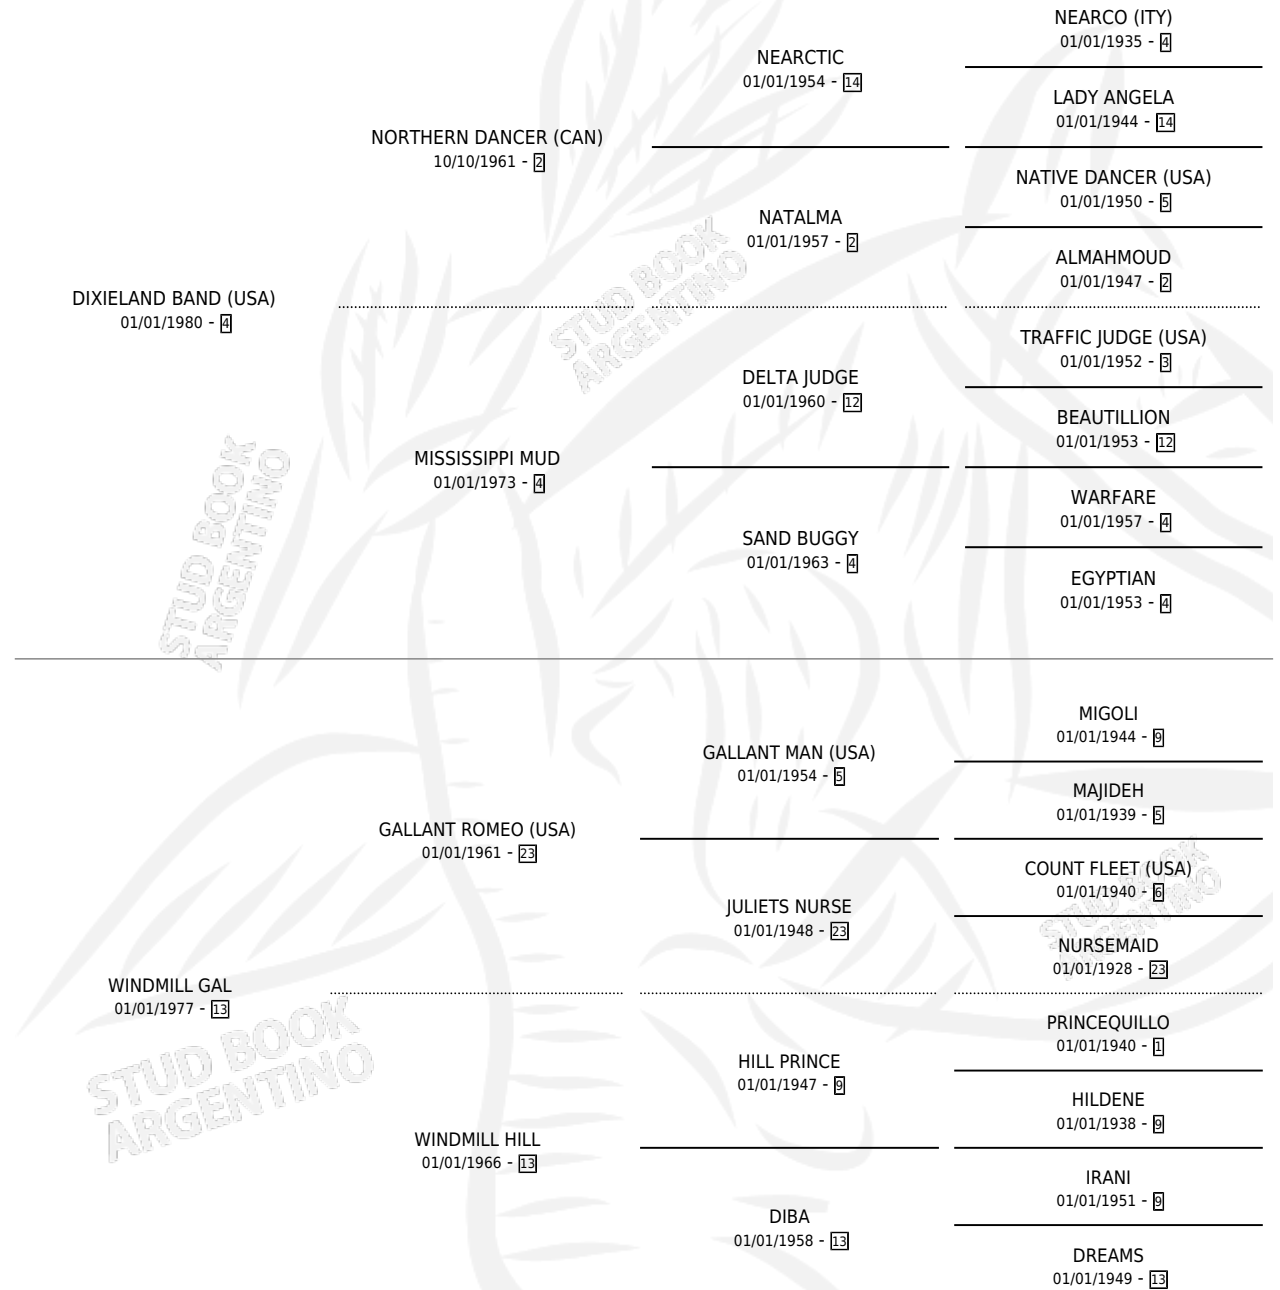 NEARCO (ITY)
01/01/1935 - 4
NEARCTIC
01/01/1954 - 14
LADY ANGELA
01/01/1944 - 14
NORTHERN DANCER (CAN)
10/10/1961 - 2
NATIVE DANCER (USA)
01/01/1950 - 5
NATALMA
01/01/1957 - 2
ALMAHMOUD
01/01/1947 - 2
DIXIELAND BAND (USA)
01/01/1980 - 4
STUD BOOK
ARGENTINO
TRAFFIC JUDGE (USA)
01/01/1952 - 3
DELTA JUDGE
01/01/1960 - 12
BEAUTILLION
01/01/1953 - 12
MISSISSIPPI MUD
01/01/1973 - 4
WARFARE
01/01/1957 - 4
SAND BUGGY
01/01/1963 - 4
EGYPTIAN
01/01/1953 - 4
STUD BOOK
ARGENTINO
MIGOLI
01/01/1944 - 9
GALLANT MAN (USA)
01/01/1954 - 5
MAJIDEH
01/01/1939 - 5
GALLANT ROMEO (USA)
01/01/1961 - 23
COUNT FLEET (USA)
01/01/1940 - 6
JULIETS NURSE
01/01/1948 - 23
STUD BOOK
ARGENTINO
NURSEMAID
01/01/1928 - 23
WINDMILL GAL
01/01/1977 - 13
STUD BOOK
ARGENTINO
PRINCEQUILLO
01/01/1940 - 1
HILL PRINCE
01/01/1947 - 9
HILDENE
01/01/1938 - 9
WINDMILL HILL
01/01/1966 - 13
IRANI
01/01/1951 - 9
DIBA
01/01/1958 - 13
DREAMS
01/01/1949 - 13